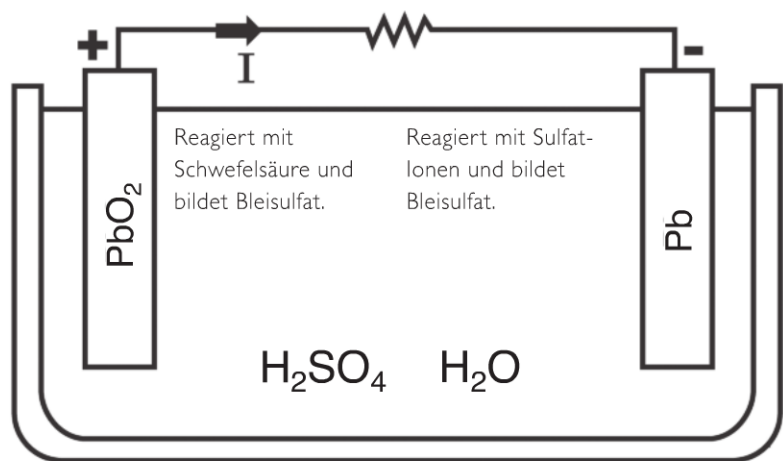 +
I
-
Reagiert mit
Schwefelsäure und
bildet Bleisulfat.
Reagiert mit Sulfat-
Ionen und bildet
Bleisulfat.
PbO₂
Pb
H₂SO₄ H₂O